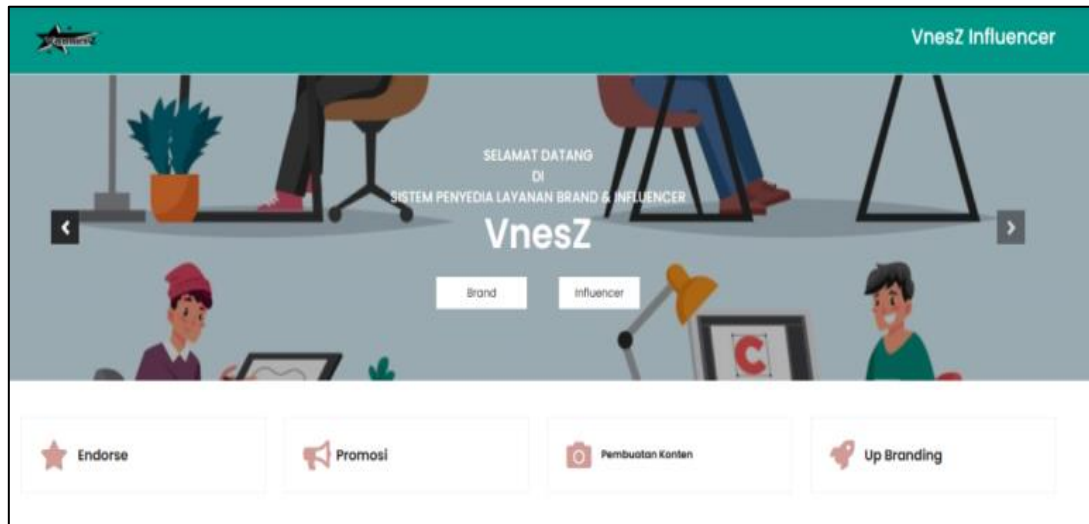 VnesZ Influencer
SELAMAT DATANG
DI
SISTEM PENYEDIA LAYANAN BRAND & INFLUENCER
VnesZ
Brand
Influencer
C
Endorse
Promosi
Pembuatan Konten
Up Branding